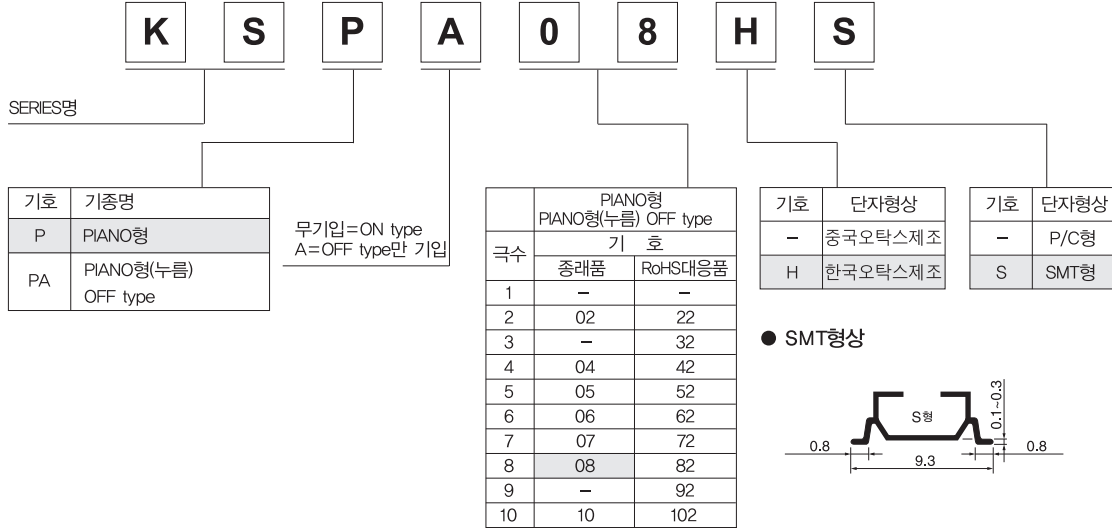 K S P A 0 8 H S
SERIES명
기호 기종명
P PIANO형
PA PIANO형(누름)
OFF type
무기입=ON type
A=OFF type만 기입
극수 PIANO형
PIANO형(누름) OFF type
기 호
종래품 RoHS대응품
1 – –
2 02 22
3 – 32
4 04 42
5 05 52
6 06 62
7 07 72
8 08 82
9 – 92
10 10 102
기호 단자형상
– 중국오탁스제조
H 한국오탁스제조
기호 단자형상
– P/C형
S SMT형
● SMT형상
S형
0.1~0.3
0.8
9.3
0.8